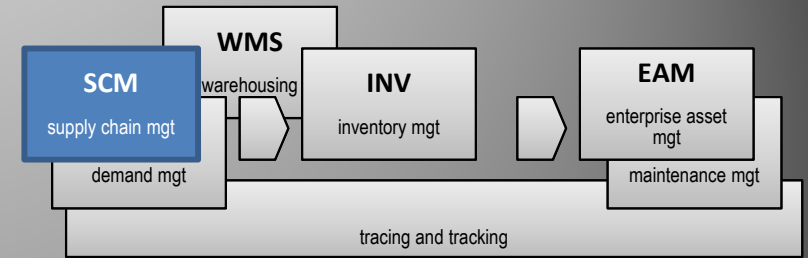 WMS
warehousing
SCM
supply chain mgt
demand mgt
INV
inventory mgt
EAM
enterprise asset
mgt
maintenance mgt
tracing and tracking